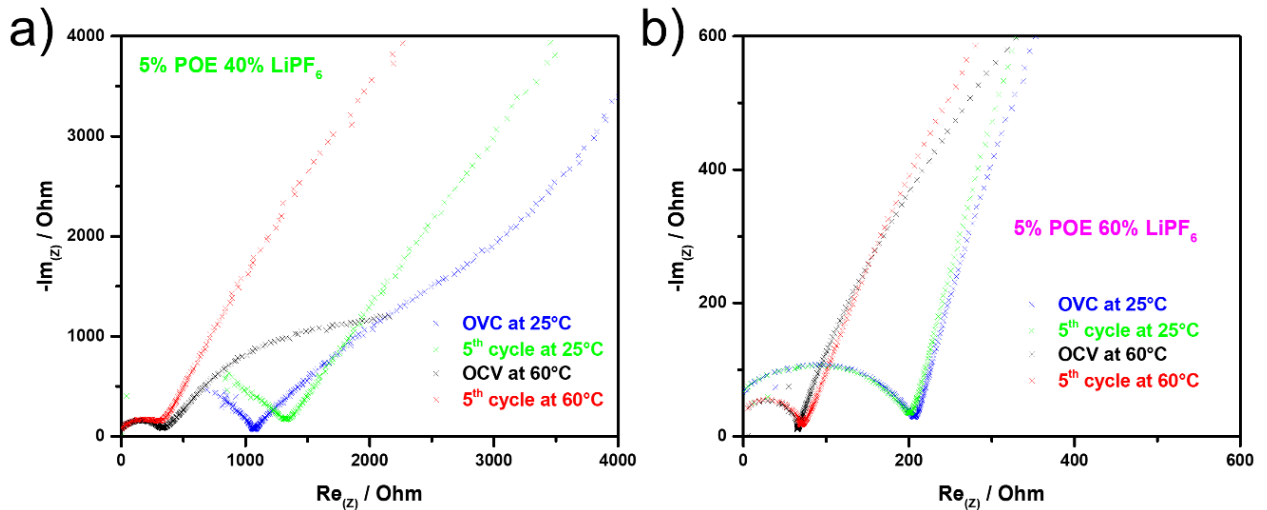 a)
5% POE 40% LiPF₆
4000
3000
2000
1000
0
-Im(Z) / Ohm
OVC at 25°C
5th cycle at 25°C
OCV at 60°C
5th cycle at 60°C
0 1000 2000 3000 4000
Re(Z) / Ohm
b)
600
400
200
0
-Im(Z) / Ohm
5% POE 60% LiPF₆
OVC at 25°C
5th cycle at 25°C
OCV at 60°C
5th cycle at 60°C
0 200 400 600
Re(Z) / Ohm